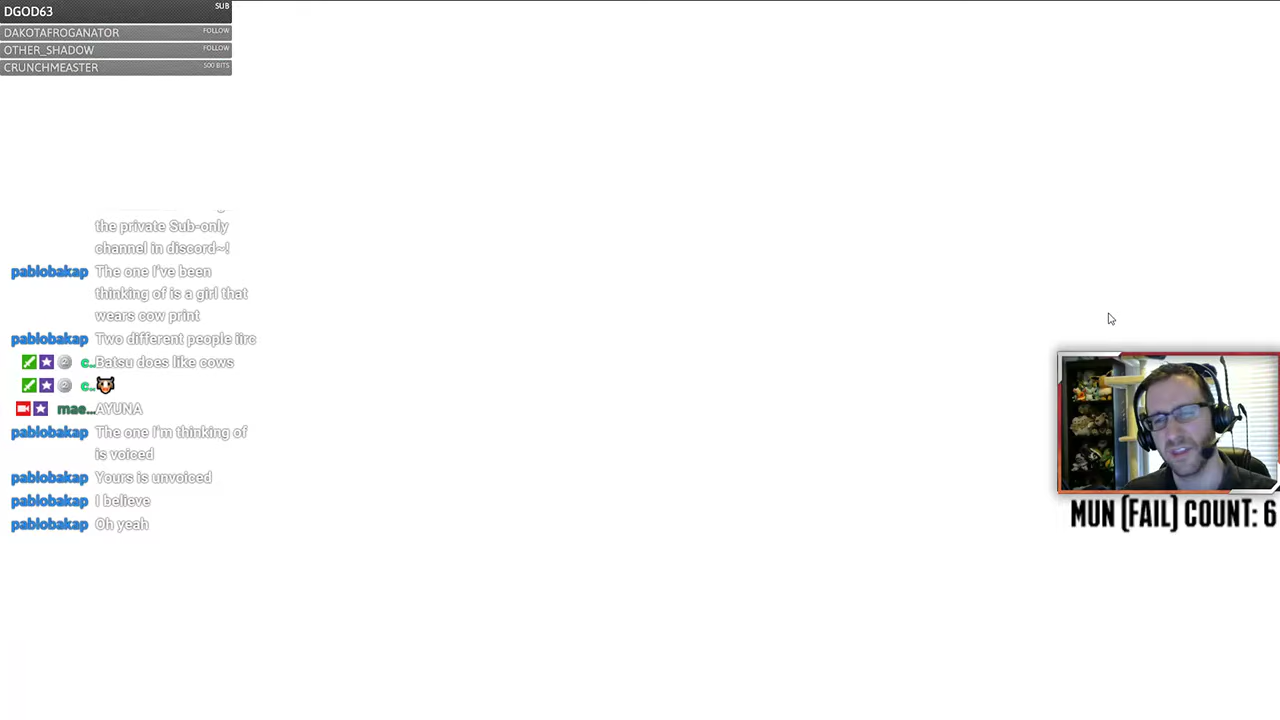 DGOD63 SUB
DAKOTAFROGANATOR FOLLOW
OTHER_SHADOW FOLLOW
CRUNCHMEASTER 500 BITS
the private Sub-only
channel in discord~!
pablobakap The one I've been
thinking of is a girl that
wears cow print
pablobakap Two different people iirc
c.. Batsu does like cows
c..
mae... AYUNA
pablobakap The one I'm thinking of
is voiced
pablobakap Yours is unvoiced
pablobakap I believe
pablobakap Oh yeah
MUN (FAIL) COUNT: 6